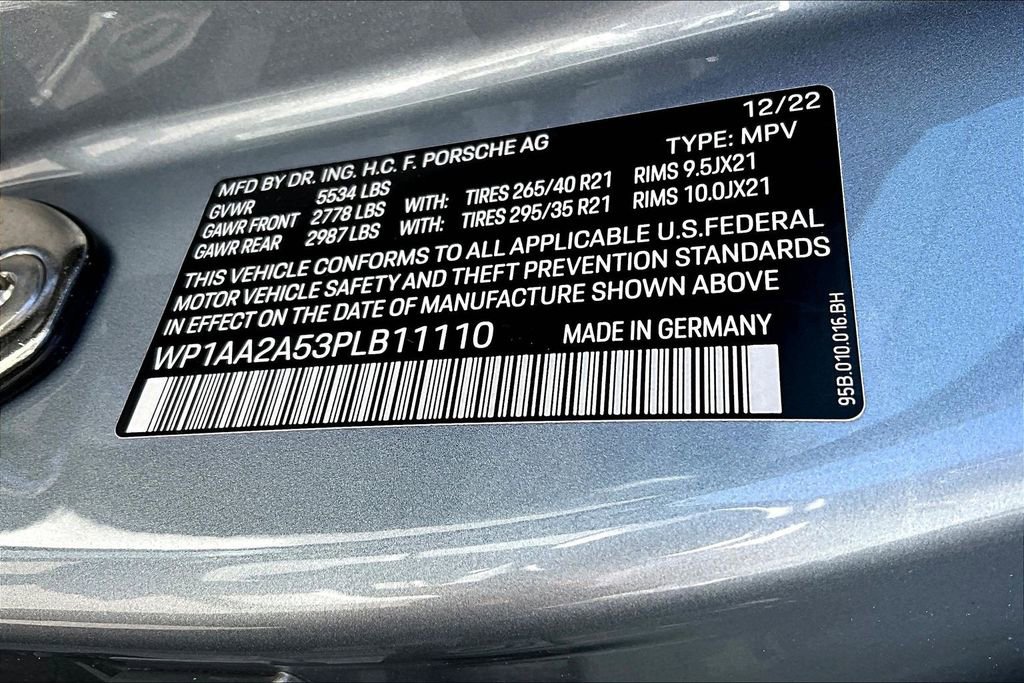 12/22
MFD BY DR. ING. H.C. F. PORSCHE AG TYPE: MPV
GVWR 5534 LBS
GAWR FRONT 2778 LBS WITH: TIRES 265/40 R21 RIMS 9.5JX21
GAWR REAR 2987 LBS WITH: TIRES 295/35 R21 RIMS 10.0JX21
THIS VEHICLE CONFORMS TO ALL APPLICABLE U.S.FEDERAL
MOTOR VEHICLE SAFETY AND THEFT PREVENTION STANDARDS
IN EFFECT ON THE DATE OF MANUFACTURE SHOWN ABOVE
WP1AA2A53PLB11110 MADE IN GERMANY
95B.010.016.BH